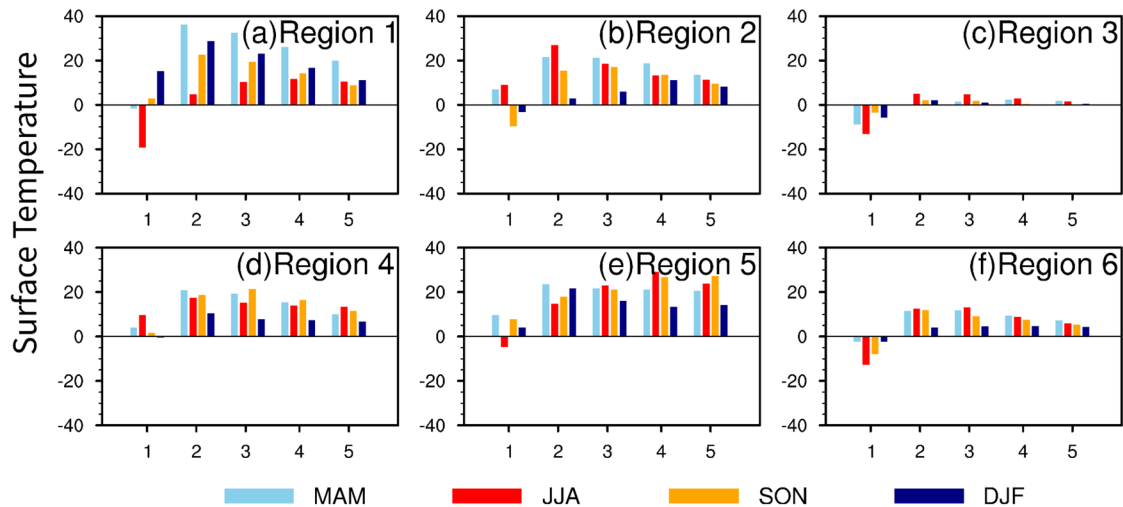 Surface Temperature
(a)Region 1
40
20
0
-20
-40
1 2 3 4 5
(b)Region 2
40
20
0
-20
-40
1 2 3 4 5
(c)Region 3
40
20
0
-20
-40
1 2 3 4 5
(d)Region 4
40
20
0
-20
-40
1 2 3 4 5
(e)Region 5
40
20
0
-20
-40
1 2 3 4 5
(f)Region 6
40
20
0
-20
-40
1 2 3 4 5
MAM JJA SON DJF